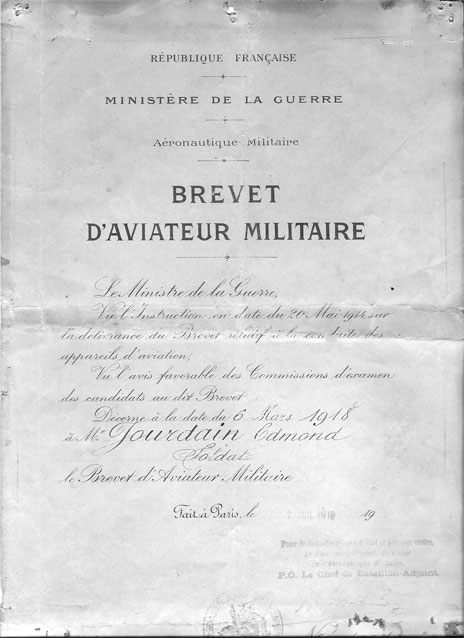 RÉPUBLIQUE FRANÇAISE
MINISTÈRE DE LA GUERRE
Aéronautique Militaire
BREVET
D'AVIATEUR MILITAIRE
Le Ministre de la Guerre,
Vu l'Instruction en date du 20 Mai 1914, sur
la délivrance du Brevet relatif à la conduite des
appareils d'aviation;
Vu l'avis favorable des Commissions d'examen
des candidats au dit Brevet
Décerne à la date du 6 Mars 1918
à Mr Jourdain Edmond
Soldat
le Brevet d'Aviateur Militaire
Fait à Paris, le 1918 19
P.O. Le Chef de Bataillon-Adjoint